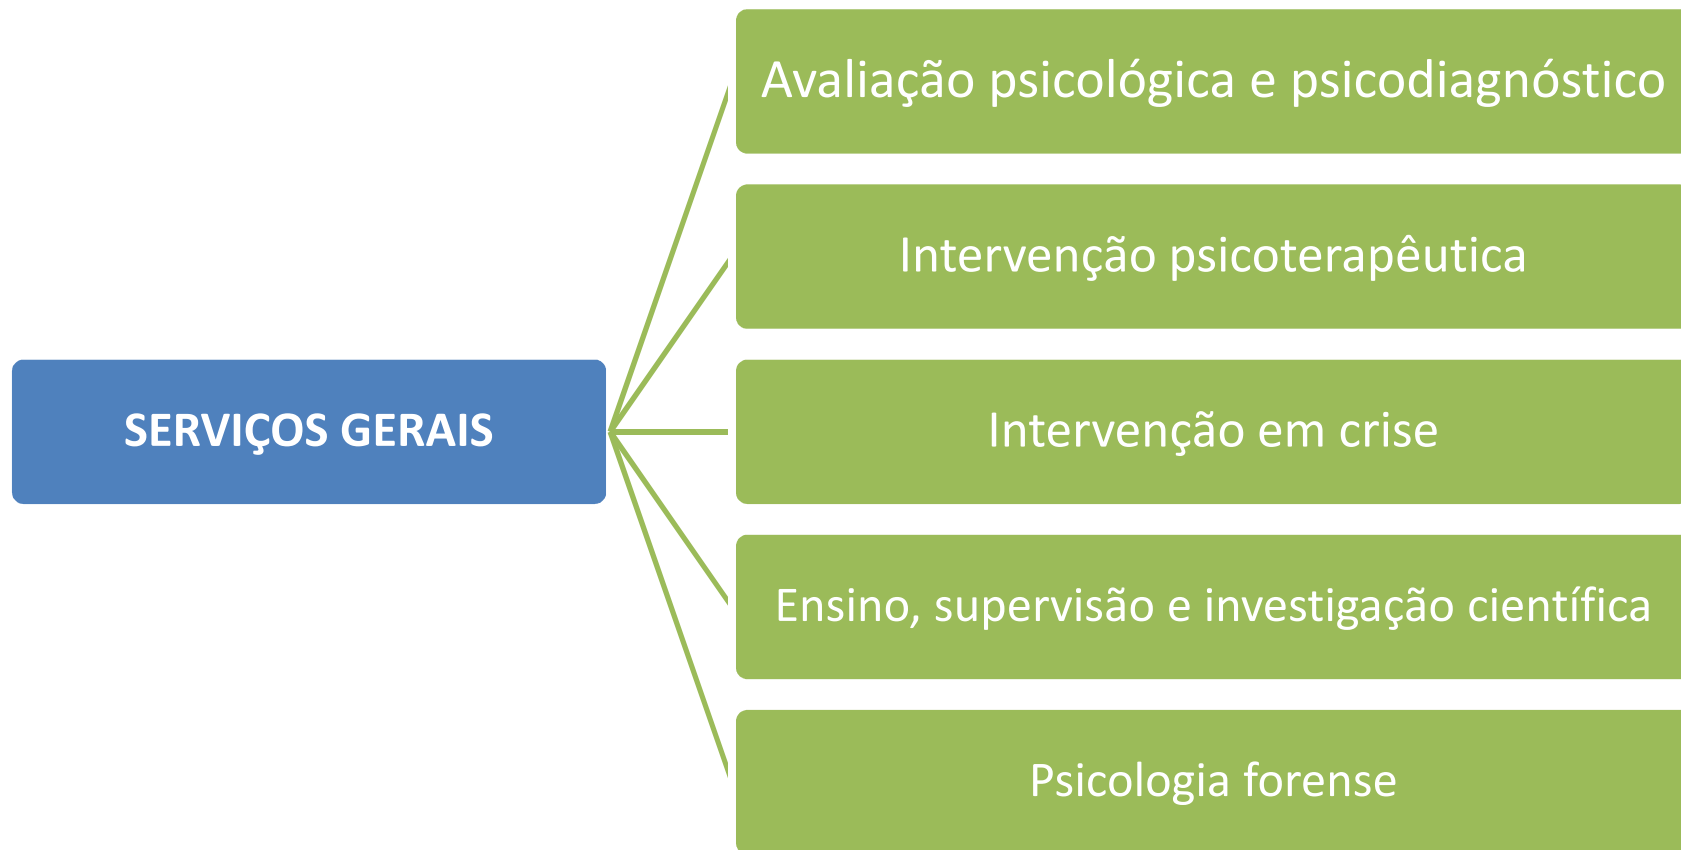 Avaliação psicológica e psicodiagnóstico
Intervenção psicoterapêutica
SERVIÇOS GERAIS
Intervenção em crise
Ensino, supervisão e investigação científica
Psicologia forense